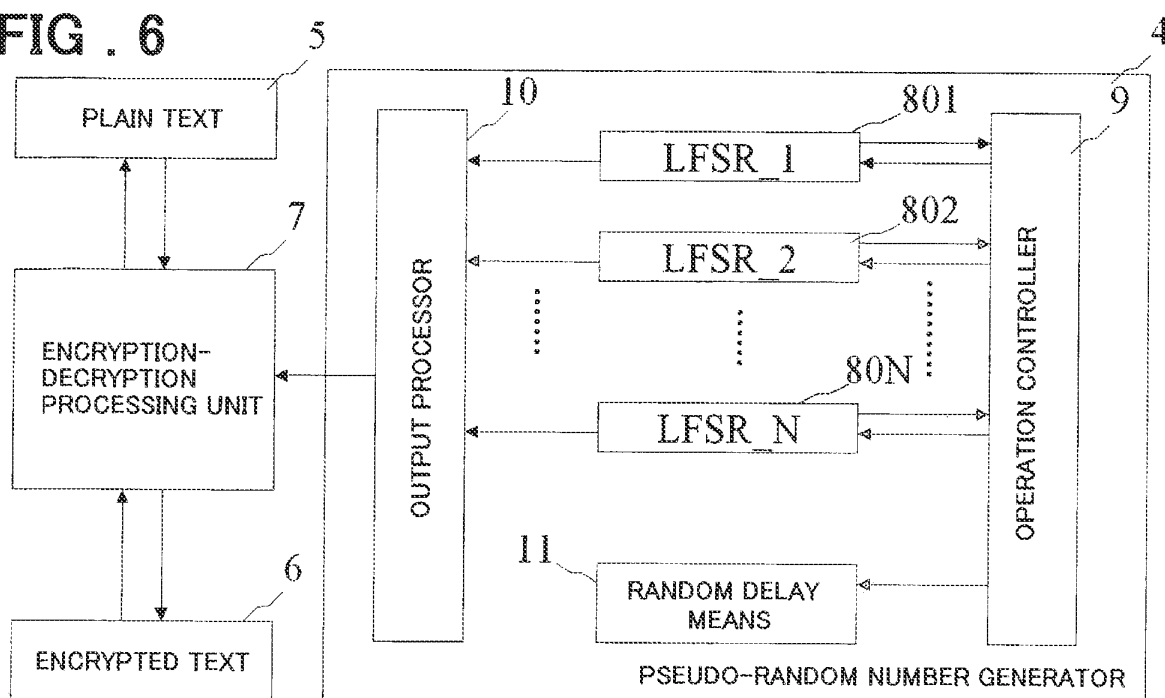 FIG . 6
4
5
PLAIN TEXT
10
801
9
LFSR_1
802
LFSR_2
7
ENCRYPTION-
DECRYPTION
PROCESSING UNIT
OUTPUT PROCESSOR
OPERATION CONTROLLER
80N
LFSR_N
11
RANDOM DELAY
MEANS
6
ENCRYPTED TEXT
PSEUDO-RANDOM NUMBER GENERATOR